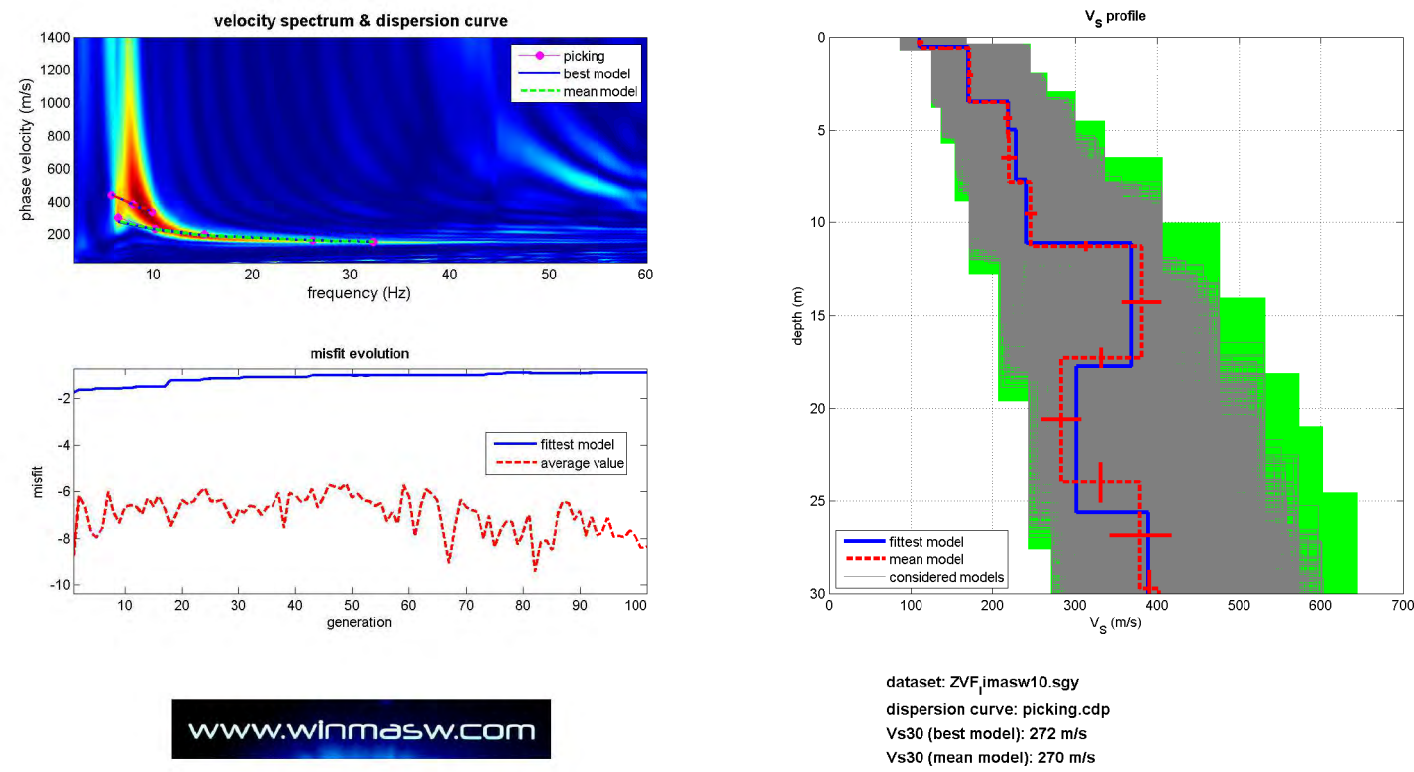 velocity spectrum & dispersion curve
1400
1200
1000
800
600
400
200
phase velocity (m/s)
picking
best model
mean model
10
20
30
40
50
60
frequency (Hz)
misfit evolution
-2
-4
-6
-8
-10
misfit
fittest model
average value
10
20
30
40
50
60
70
80
90
100
generation
www.winmasw.com
VS profile
0
5
10
15
20
25
30
depth (m)
fittest model
mean model
considered models
0
100
200
300
400
500
600
700
VS (m/s)
dataset: ZVFlimasw10.sgy
dispersion curve: picking.cdp
Vs30 (best model): 272 m/s
Vs30 (mean model): 270 m/s